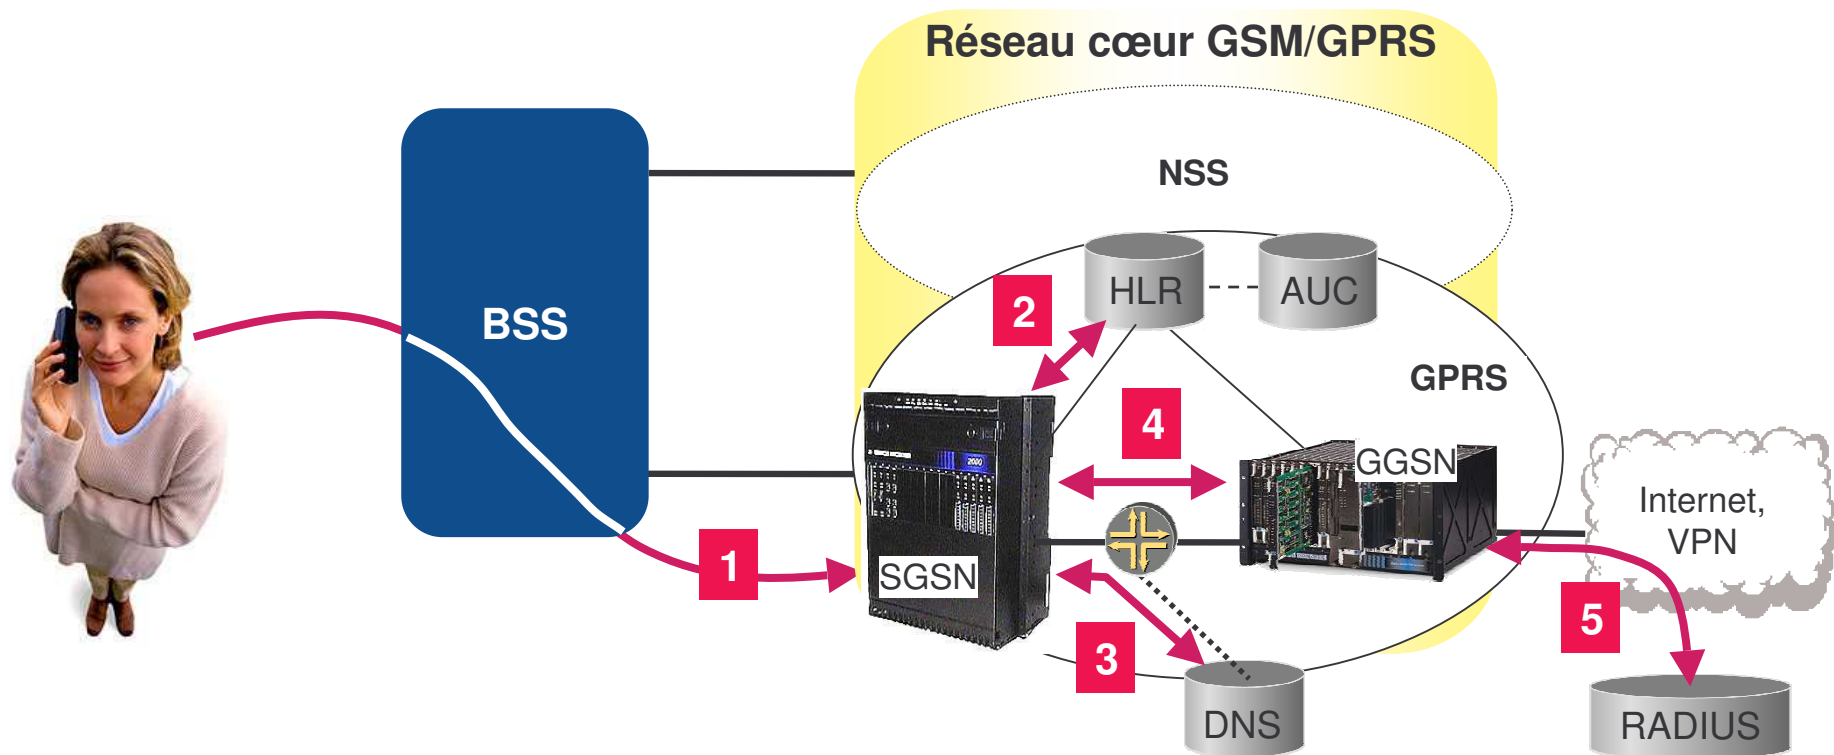 Réseau cœur GSM/GPRS
NSS
BSS
HLR
AUC
2
GPRS
4
GGSN
SGSN
1
3
DNS
Internet,
VPN
5
RADIUS